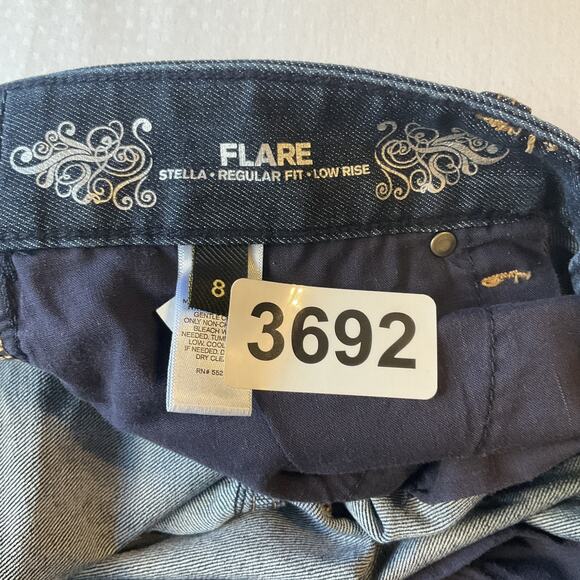 FLARE
STELLA • REGULAR FIT • LOW RISE
8
3692
GENTLE
ONLY NON-
BLEACH
NEEDED, TUM
LOW. COOL
IF NEEDED,
DRY CLE
RN# 552